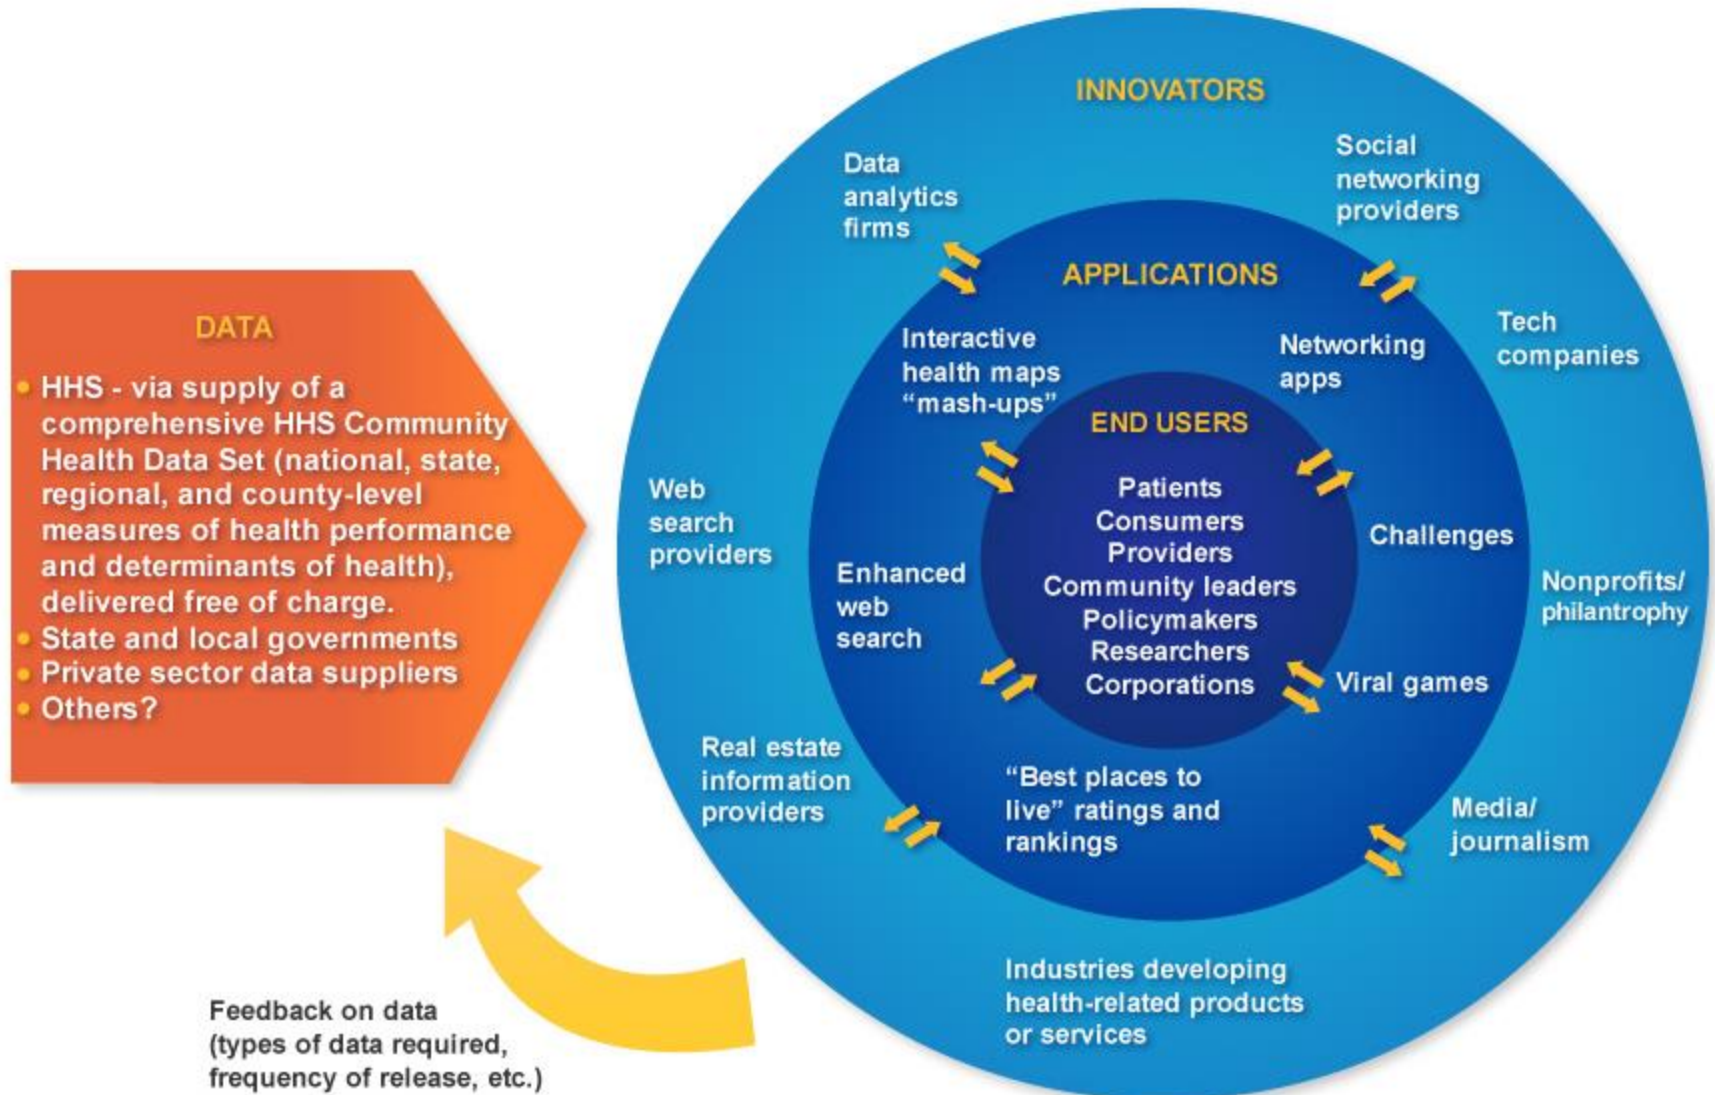 INNOVATORS
Data
analytics
firms
Social
networking
providers
Tech
companies
Nonprofits/
philantrophy
Media/
journalism
Industries developing
health-related products
or services
Real estate
information
providers
Web
search
providers
APPLICATIONS
Interactive
health maps
“mash-ups”
Networking
apps
Challenges
Viral games
“Best places to
live” ratings and
rankings
Enhanced
web
search
END USERS
Patients
Consumers
Providers
Community leaders
Policymakers
Researchers
Corporations
DATA
• HHS - via supply of a
comprehensive HHS Community
Health Data Set (national, state,
regional, and county-level
measures of health performance
and determinants of health),
delivered free of charge.
• State and local governments
• Private sector data suppliers
• Others?
Feedback on data
(types of data required,
frequency of release, etc.)